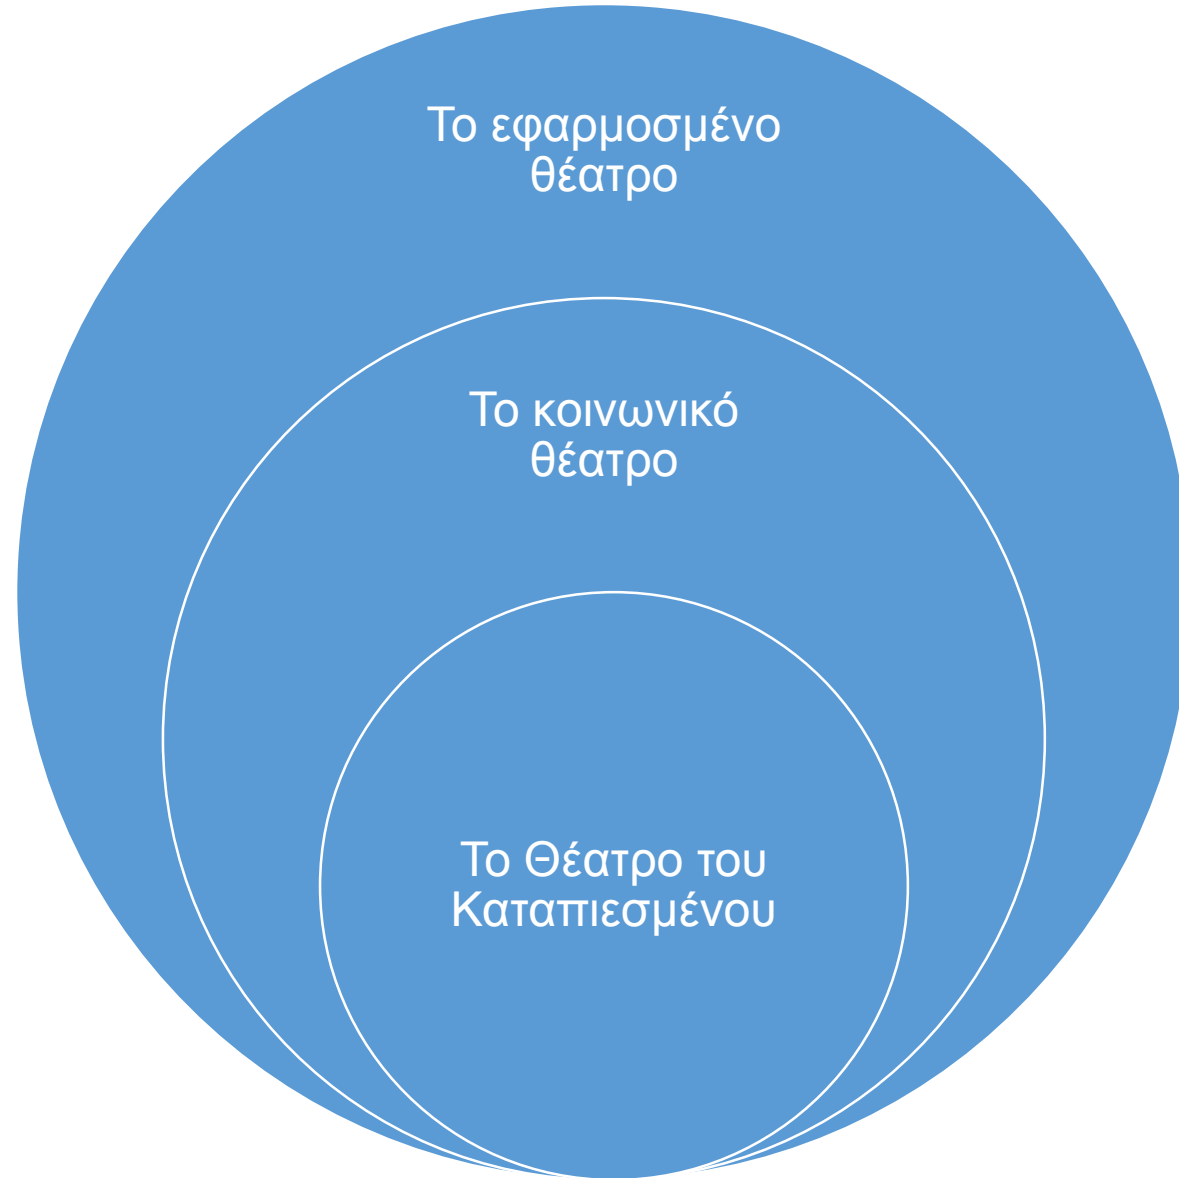 Το εφαρμοσμένο
θέατρο
Το κοινωνικό
θέατρο
Το Θέατρο του
Καταπιεσμένου